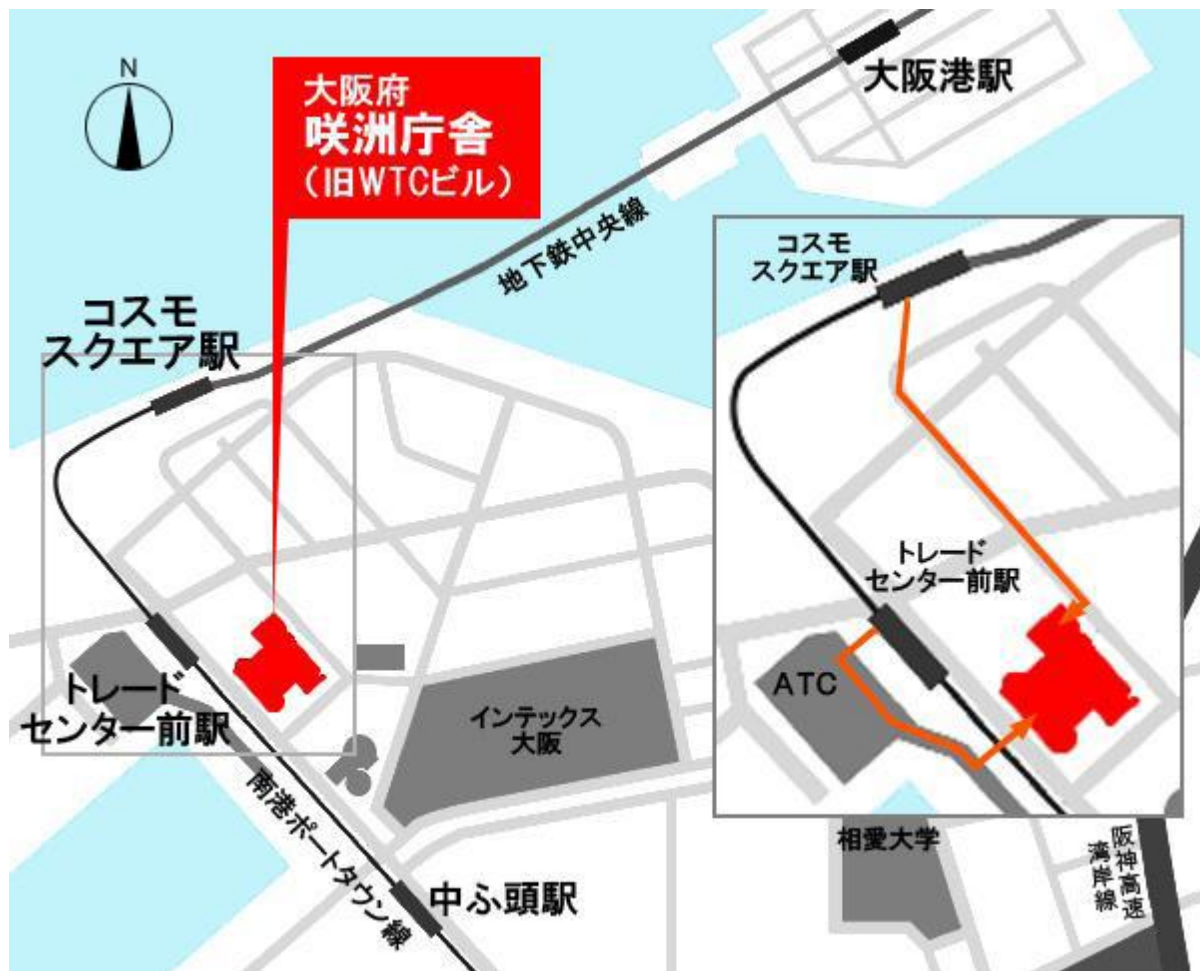 N
大阪府
咲洲庁舎
（旧WTCビル）
大阪港駅
地下鉄中央線
コスモ
スクエア駅
コスモ
スクエア駅
トレード
センター前駅
ATC
トレード
センター前駅
インテックス
大阪
南港ポートタウン線
中ふ頭駅
相愛大学
阪神高速
湾岸線